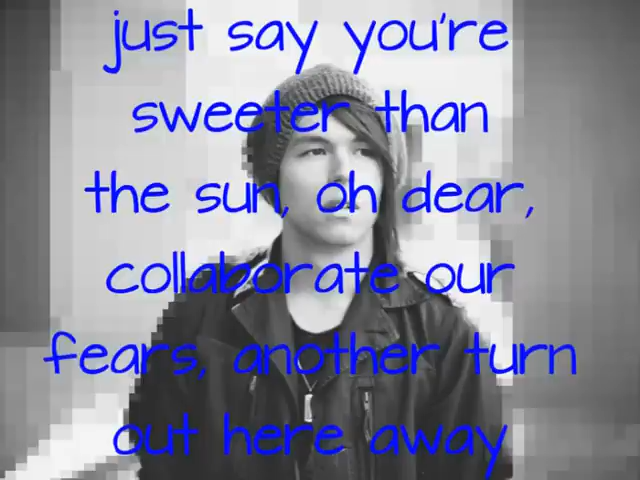 just say you're
sweeter than
the sun, oh dear,
collaborate our
fears, another turn
out here away